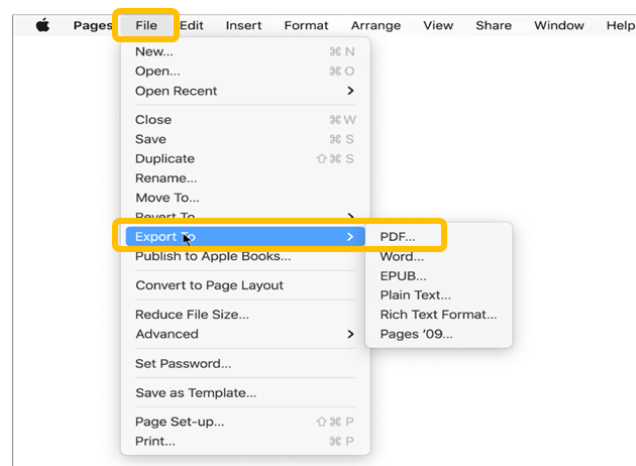 Pages File Edit Insert Format Arrange View Share Window Help
New... ⌘ N
Open... ⌘ O
Open Recent >
Close ⌘ W
Save ⌘ S
Duplicate ⇧ ⌘ S
Rename...
Move To...
Revert To >
Export To > PDF...
Publish to Apple Books... Word...
EPUB...
Convert to Page Layout
Plain Text...
Reduce File Size... Rich Text Format...
Advanced > Pages '09...
Set Password...
Save as Template...
Page Set-up... ⇧ ⌘ P
Print... ⌘ P